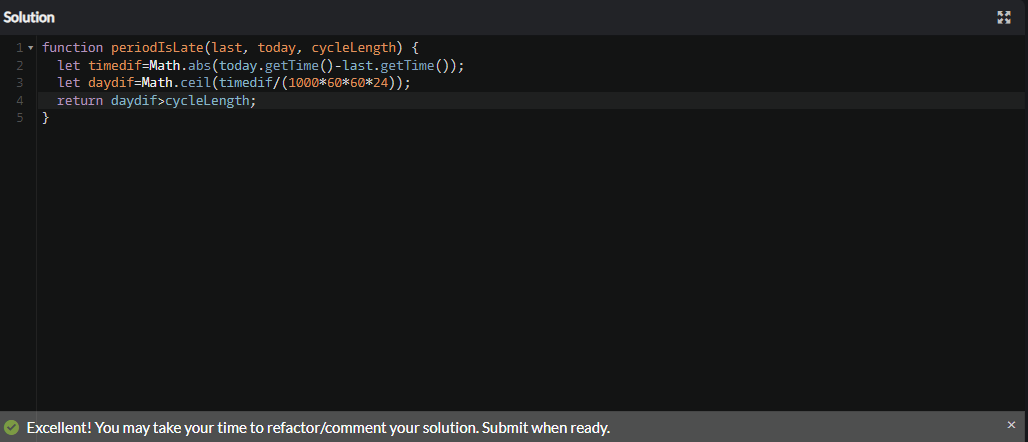 Solution
1 function periodIsLate(last, today, cycleLength) {
2 let timedif=Math.abs(today.getTime()-last.getTime());
3 let daydif=Math.ceil(timedif/(1000*60*60*24));
4 return daydif>cycleLength;
5 }
Excellent! You may take your time to refactor/comment your solution. Submit when ready.